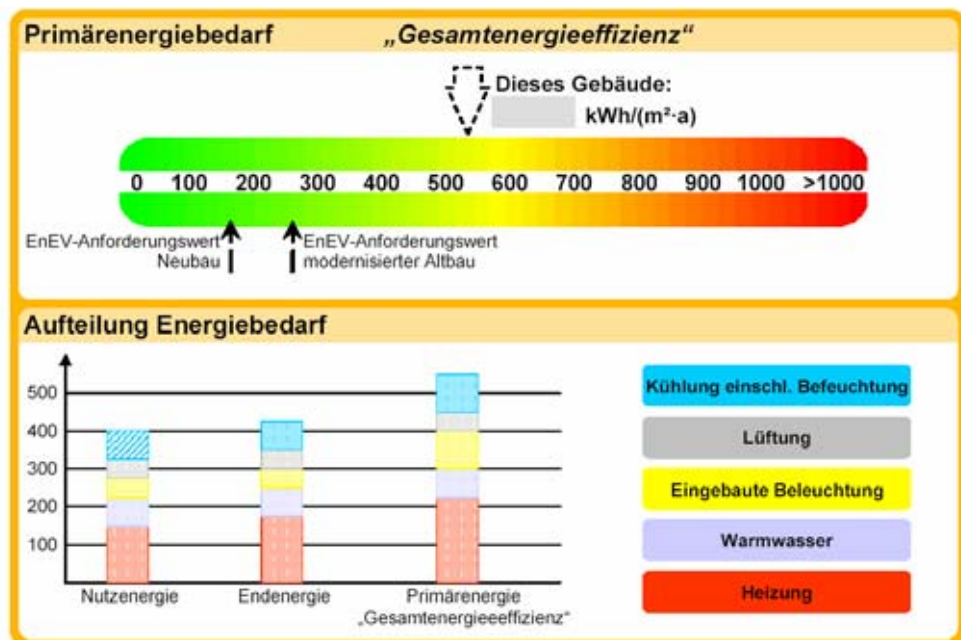 Primärenergiebedarf „Gesamtenergieeffizienz“
Dieses Gebäude:
kWh/(m²·a)
0 100 200 300 400 500 600 700 800 900 1000 >1000
EnEV-Anforderungswert
Neubau
EnEV-Anforderungswert
modernisierter Altbau
Aufteilung Energiebedarf
500
400
300
200
100
Nutzenergie
Endenergie
Primärenergie
„Gesamtenergieeeffizienz“
Kühlung einschl. Befeuchtung
Lüftung
Eingebaute Beleuchtung
Warmwasser
Heizung